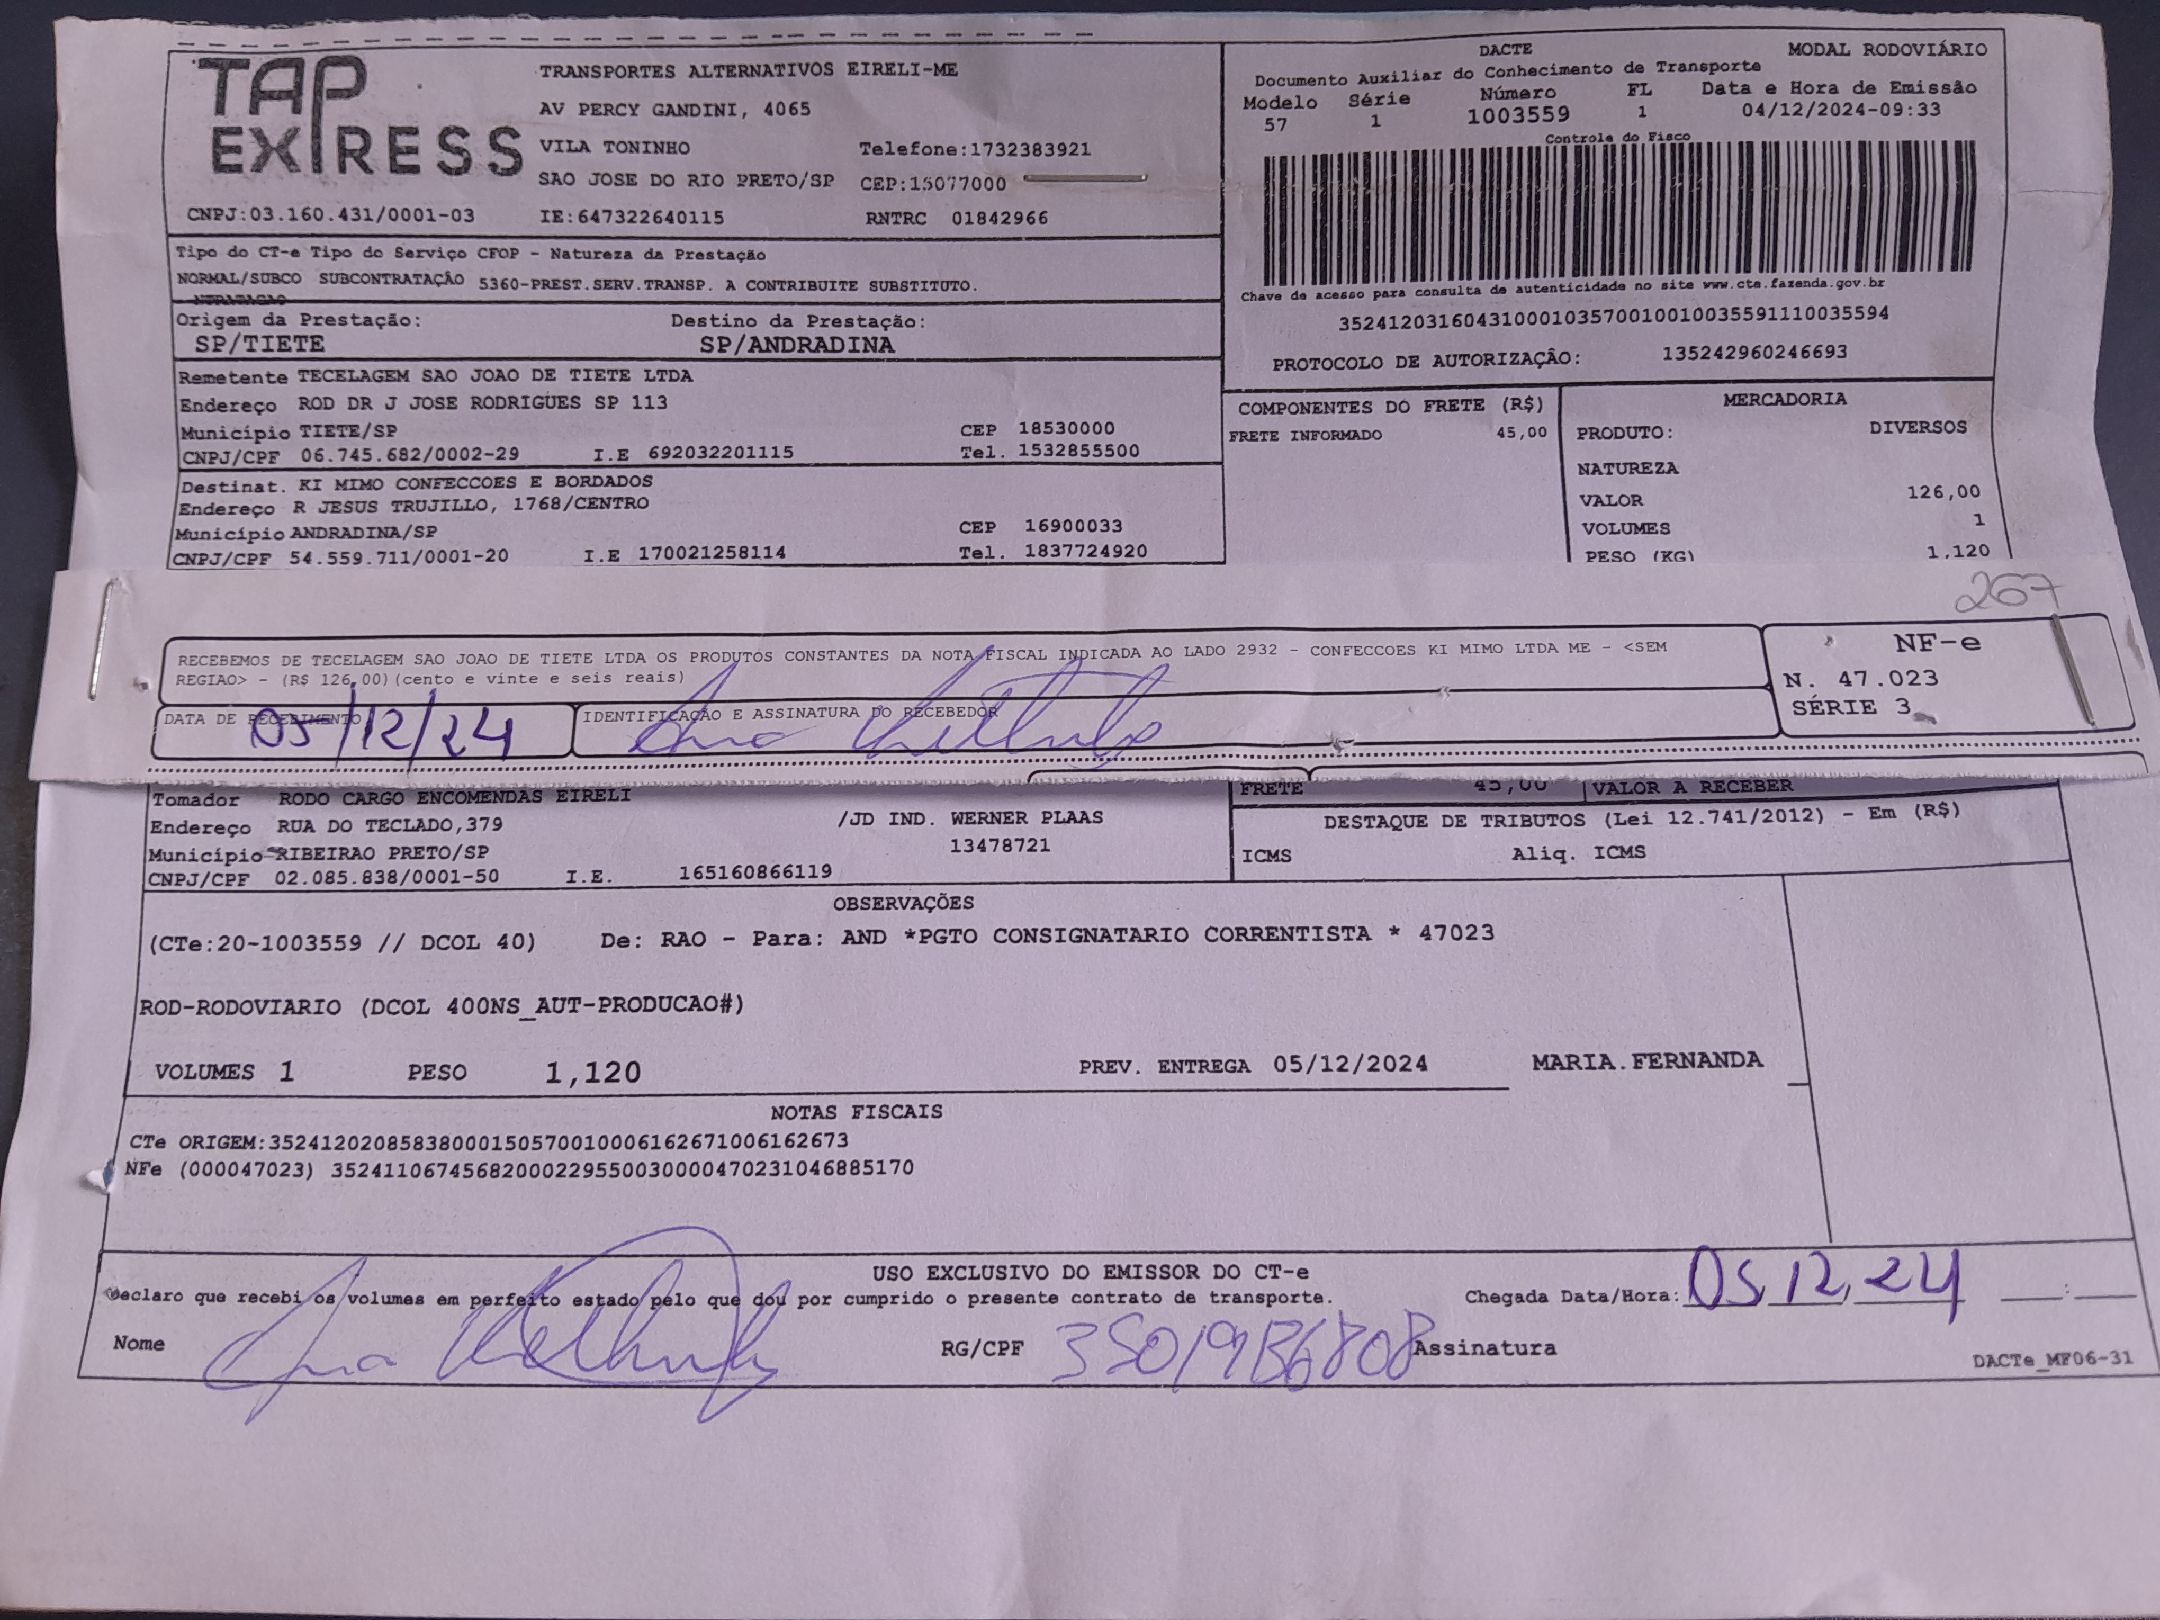 TAP EXPRESS
TRANSPORTES ALTERNATIVOS EIRELI-ME
AV PERCY GANDINI, 4065
VILA TONINHO Telefone:1732383921
SAO JOSE DO RIO PRETO/SP CEP:15077000
CNPJ:03.160.431/0001-03 IE:647322640115 RNTRC 01842966
DACTE MODAL RODOVIÁRIO
Documento Auxiliar do Conhecimento de Transporte
Modelo Série Número FL Data e Hora de Emissão
57 1 1003559 1 04/12/2024-09:33
Controle do Fisco
Chave de acesso para consulta de autenticidade no site www.cte.fazenda.gov.br
35241203160431000103570010010035591110035594
PROTOCOLO DE AUTORIZAÇÂO: 135242960246693
Tipo do CT-e Tipo do Serviço CFOP - Natureza da Prestação
NORMAL/SUBCO SUBCONTRATAÇÂO 5360-PREST.SERV.TRANSP. A CONTRIBUITE SUBSTITUTO.
NTRATACAO
Origem da Prestação: Destino da Prestação:
SP/TIETE SP/ANDRADINA
Remetente TECELAGEM SAO JOAO DE TIETE LTDA
Endereço ROD DR J JOSE RODRIGUES SP 113
Município TIETE/SP CEP 18530000
CNPJ/CPF 06.745.682/0002-29 I.E 692032201115 Tel. 1532855500
Destinat. KI MIMO CONFECCOES E BORDADOS
Endereço R JESUS TRUJILLO, 1768/CENTRO
Município ANDRADINA/SP CEP 16900033
CNPJ/CPF 54.559.711/0001-20 I.E 170021258114 Tel. 1837724920
COMPONENTES DO FRETE (R$)
FRETE INFORMADO 45,00
MERCADORIA
PRODUTO: DIVERSOS
NATUREZA
VALOR 126,00
VOLUMES 1
PESO (KG) 1,120
267
RECEBEMOS DE TECELAGEM SAO JOAO DE TIETE LTDA OS PRODUTOS CONSTANTES DA NOTA FISCAL INDICADA AO LADO 2932 - CONFECCOES KI MIMO LTDA ME - <SEM
REGIAO> - (R$ 126,00)(cento e vinte e seis reais)
DATA DE RECEBIMENTO IDENTIFICAÇÃO E ASSINATURA DO RECEBEDOR
05/12/24
NF-e
N. 47.023
SÉRIE 3
Tomador RODO CARGO ENCOMENDAS EIRELI
Endereço RUA DO TECLADO,379 /JD IND. WERNER PLAAS
Município RIBEIRAO PRETO/SP 13478721
CNPJ/CPF 02.085.838/0001-50 I.E. 165160866119
FRETE 45,00 VALOR A RECEBER
DESTAQUE DE TRIBUTOS (Lei 12.741/2012) - Em (R$)
ICMS Aliq. ICMS
OBSERVAÇÕES
(CTe:20-1003559 // DCOL 40) De: RAO - Para: AND *PGTO CONSIGNATARIO CORRENTISTA * 47023
ROD-RODOVIARIO (DCOL 400NS_AUT-PRODUCAO#)
VOLUMES 1 PESO 1,120 PREV. ENTREGA 05/12/2024 MARIA.FERNANDA
NOTAS FISCAIS
CTe ORIGEM:35241202085838000150570010006162671006162673
NFe (000047023) 35241106745682000229550030000470231046885170
USO EXCLUSIVO DO EMISSOR DO CT-e
Declaro que recebi os volumes em perfeito estado pelo que dou por cumprido o presente contrato de transporte. Chegada Data/Hora: 05,12,24
Nome RG/CPF Assinatura
DACTe_MF06-31